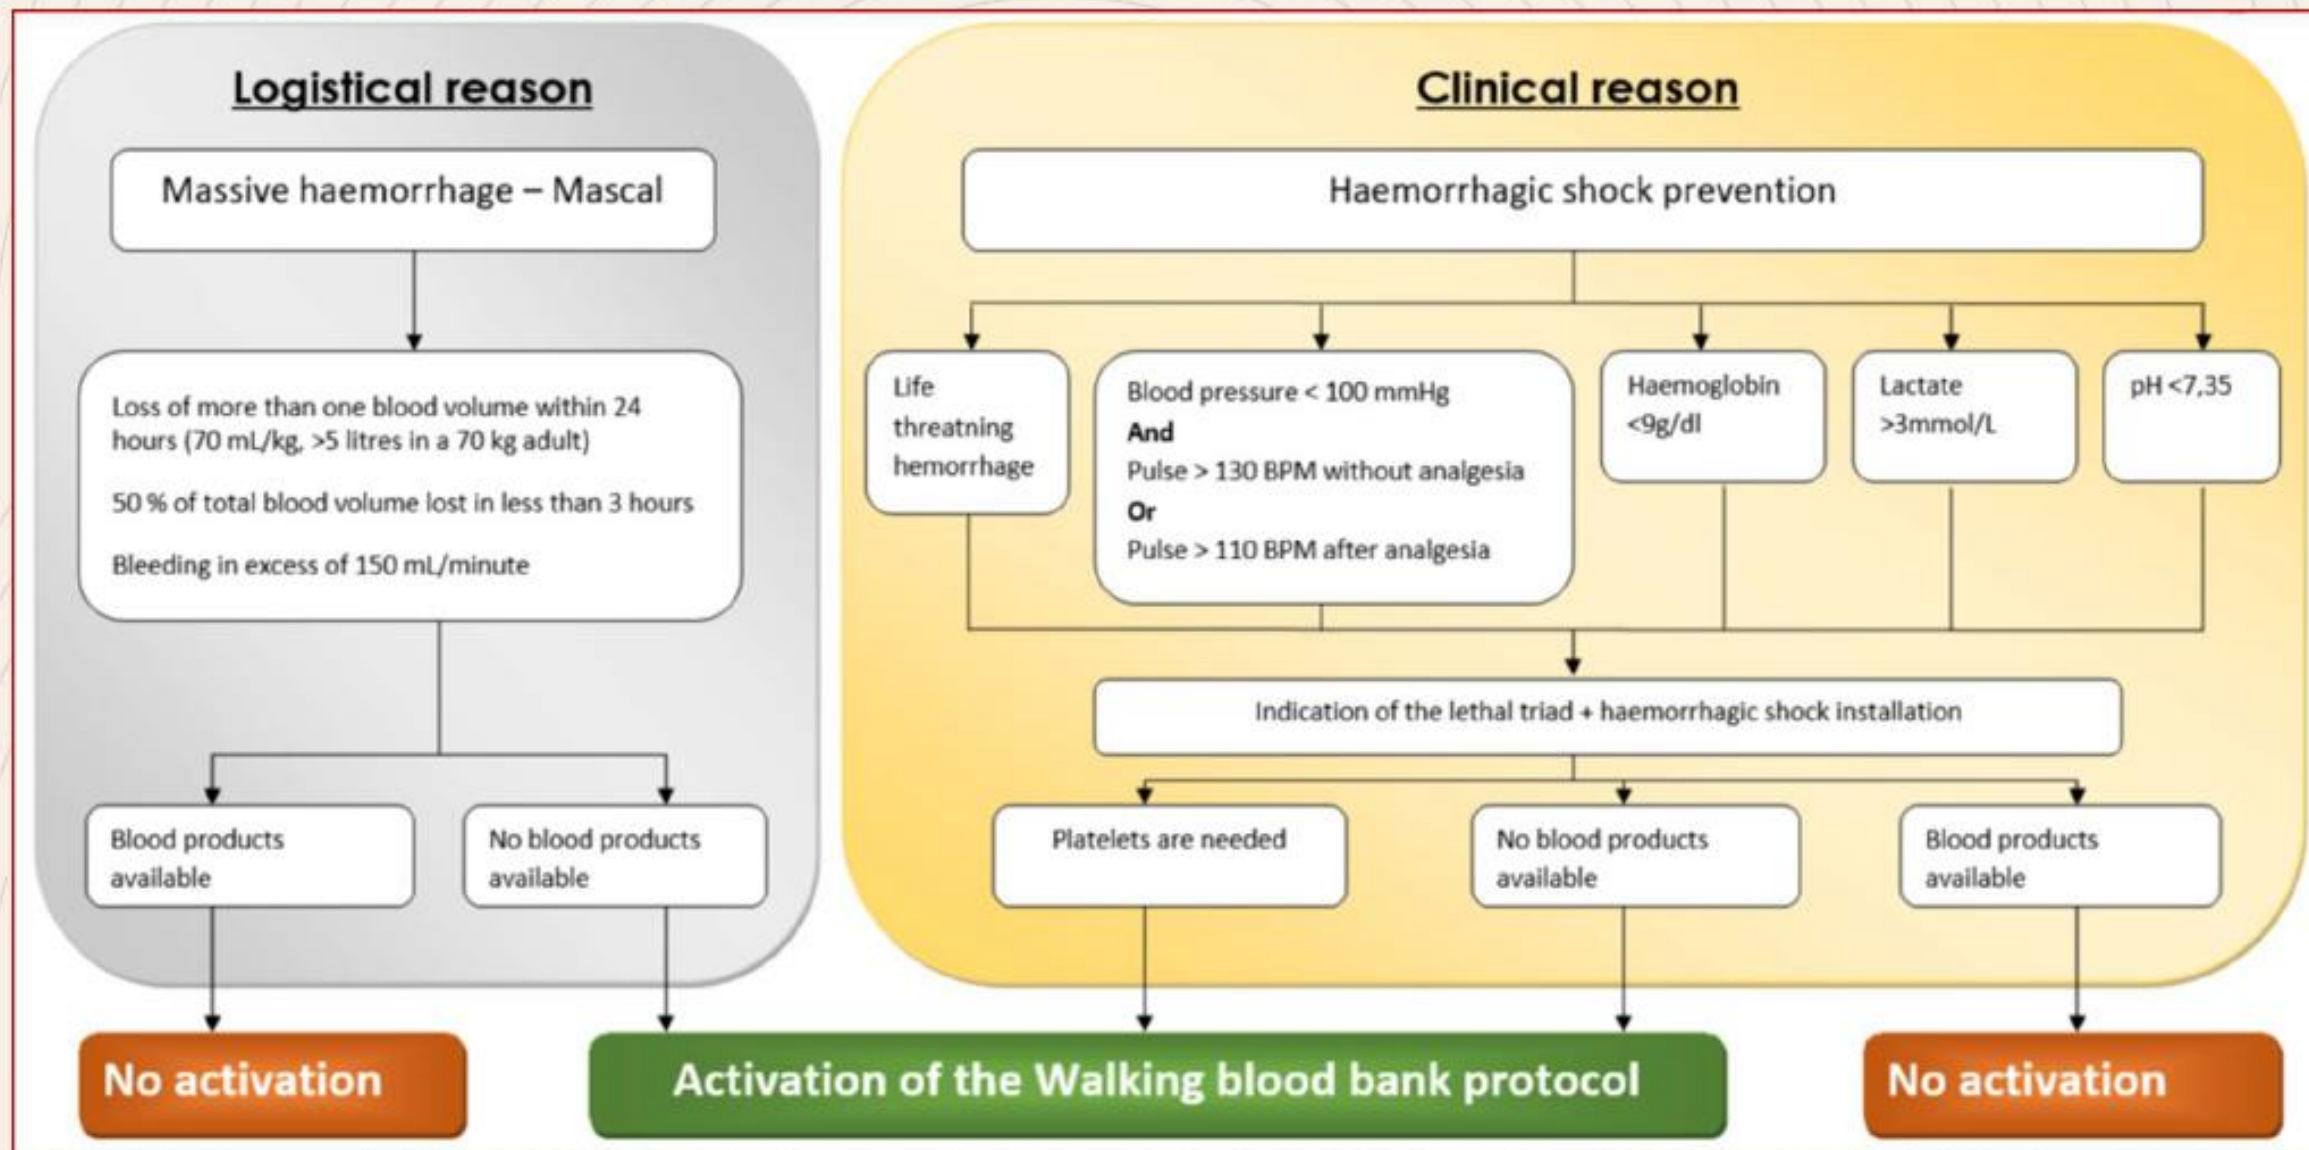 Logistical reason
Massive haemorrhage – Mascal
Loss of more than one blood volume within 24
hours (70 mL/kg, >5 litres in a 70 kg adult)
50 % of total blood volume lost in less than 3 hours
Bleeding in excess of 150 mL/minute
Blood products
available
No blood products
available
Clinical reason
Haemorrhagic shock prevention
Life
threatning
hemorrhage
Blood pressure < 100 mmHg
And
Pulse > 130 BPM without analgesia
Or
Pulse > 110 BPM after analgesia
Haemoglobin
<9g/dl
Lactate
>3mmol/L
pH <7,35
Indication of the lethal triad + haemorrhagic shock installation
Platelets are needed
No blood products
available
Blood products
available
No activation
Activation of the Walking blood bank protocol
No activation